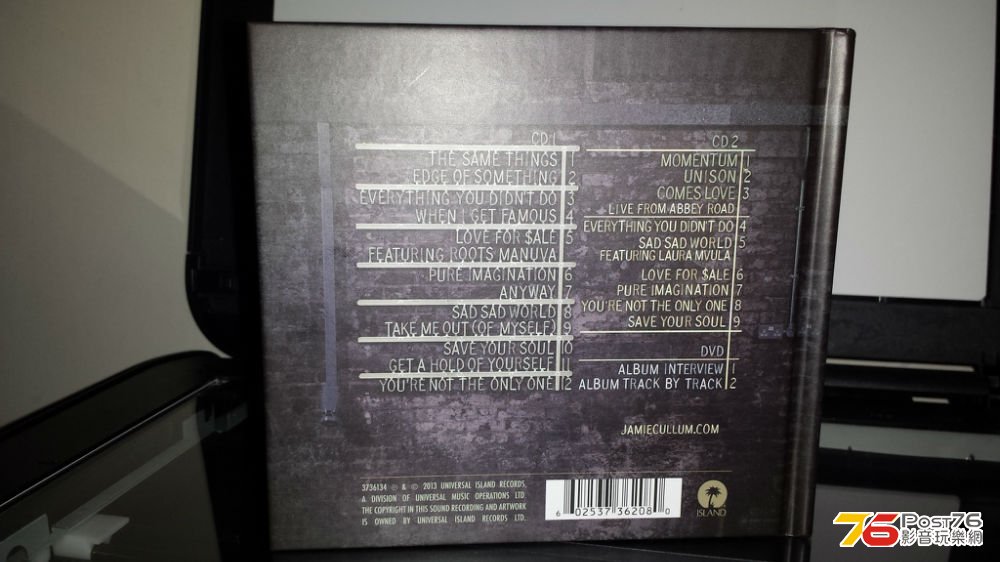 CD 1
THE SAME THINGS 1
EDGE OF SOMETHING 2
EVERYTHING YOU DIDN'T DO 3
WHEN I GET FAMOUS 4
LOVE FOR $ALE 5
FEATURING ROOTS MANUVA
PURE IMAGINATION 6
ANYWAY 7
SAD SAD WORLD 8
TAKE ME OUT (OF MYSELF) 9
SAVE YOUR SOUL 10
GET A HOLD OF YOURSELF 11
YOU'RE NOT THE ONLY ONE 12
CD 2
MOMENTUM 1
UNISON 2
COMES LOVE 3
LIVE FROM ABBEY ROAD
EVERYTHING YOU DIDN'T DO 4
SAD SAD WORLD 5
FEATURING LAURA MVULA
LOVE FOR $ALE 6
PURE IMAGINATION 7
YOU'RE NOT THE ONLY ONE 8
SAVE YOUR SOUL 9
DVD
ALBUM INTERVIEW 1
ALBUM TRACK BY TRACK 2
JAMIECULLUM.COM
3736134 ℗ & © 2013 UNIVERSAL ISLAND RECORDS,
A DIVISION OF UNIVERSAL MUSIC OPERATIONS LTD.
THE COPYRIGHT IN THIS SOUND RECORDING AND ARTWORK
IS OWNED BY UNIVERSAL ISLAND RECORDS LTD.
6 02537 36208 0
ISLAND
76 Post76
影音玩樂網